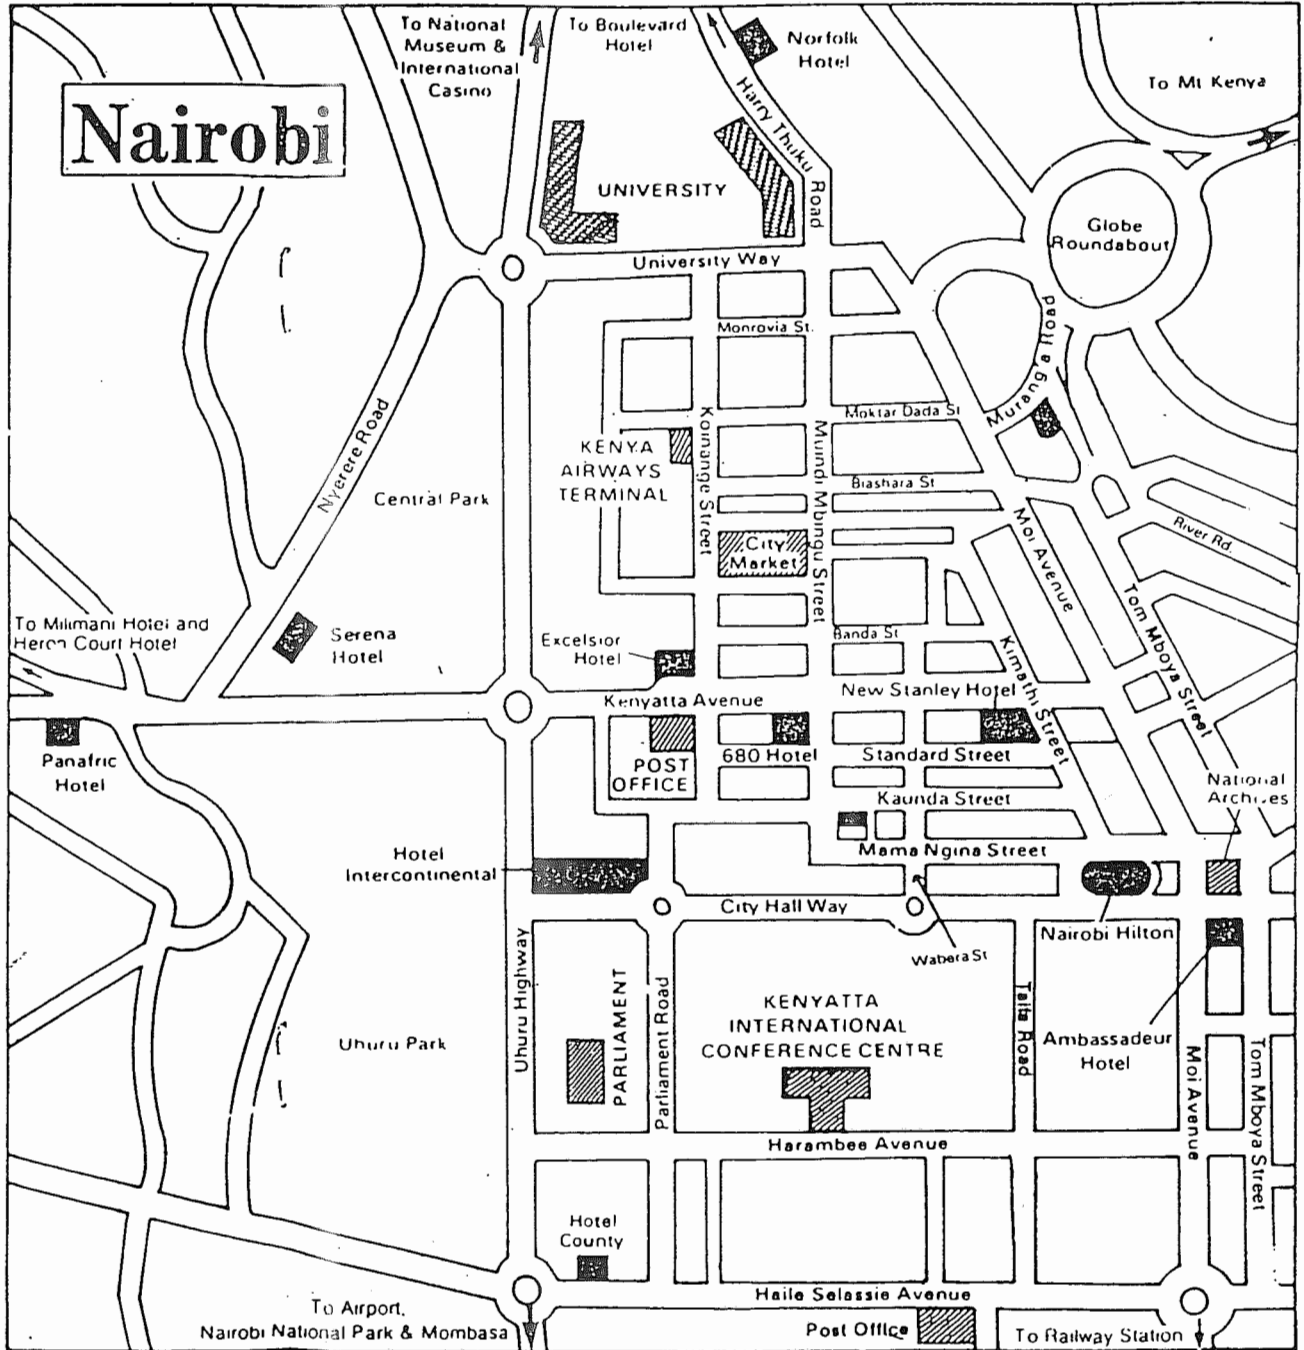 Nairobi
To National
Museum &
International
Casino
To Boulevard
Hotel
Norfolk
Hotel
To Mt Kenya
Harry Thuku Road
UNIVERSITY
Globe
Roundabout
University Way
Monrovia St.
Murang'a Road
Moktar Dada St
Nyerere Road
Koinange Street
Muindi Mbingu Street
KENYA
AIRWAYS
TERMINAL
Central Park
Biashara St
Moi Avenue
River Rd.
City
Market
Tom Mboya Street
To Milimani Hotel and
Heron Court Hotel
Serena
Hotel
Excelsior
Hotel
Banda St
Kimathi Street
Kenyatta Avenue
New Stanley Hotel
Panafric
Hotel
POST
OFFICE
680 Hotel
Standard Street
National
Archives
Kaunda Street
Mama Ngina Street
Hotel
Intercontinental
City Hall Way
Nairobi Hilton
Wabera St
Uhuru Highway
PARLIAMENT
Parliament Road
KENYATTA
INTERNATIONAL
CONFERENCE CENTRE
Taita Road
Ambassadeur
Hotel
Uhuru Park
Moi Avenue
Tom Mboya Street
Harambee Avenue
Hotel
County
Haile Selassie Avenue
To Airport,
Nairobi National Park & Mombasa
Post Office
To Railway Station